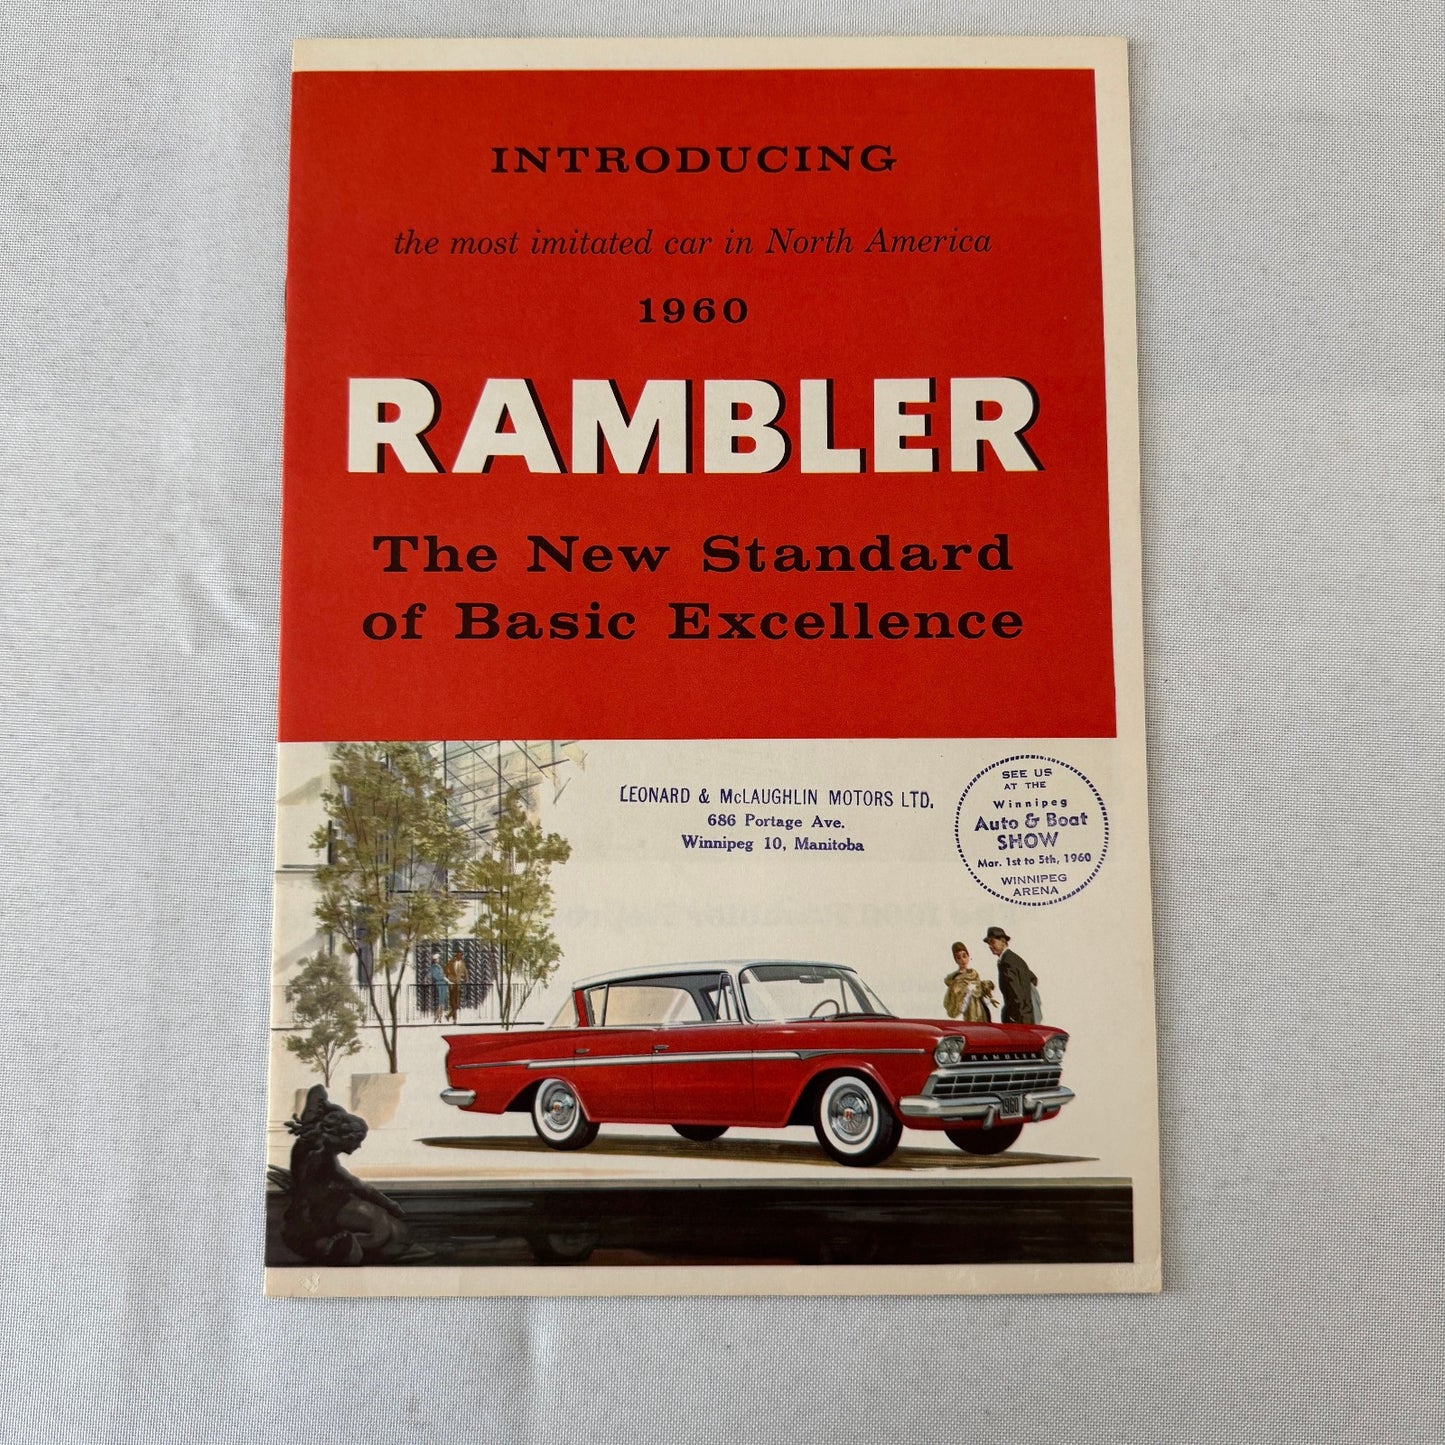 INTRODUCING
the most imitated car in North America
1960
RAMBLER
The New Standard
of Basic Excellence
LEONARD & McLAUGHLIN MOTORS LTD.
686 Portage Ave.
Winnipeg 10, Manitoba
SEE US
AT THE
Winnipeg
Auto & Boat
SHOW
Mar. 1st to 5th, 1960
WINNIPEG
ARENA
RAMBLER
1960